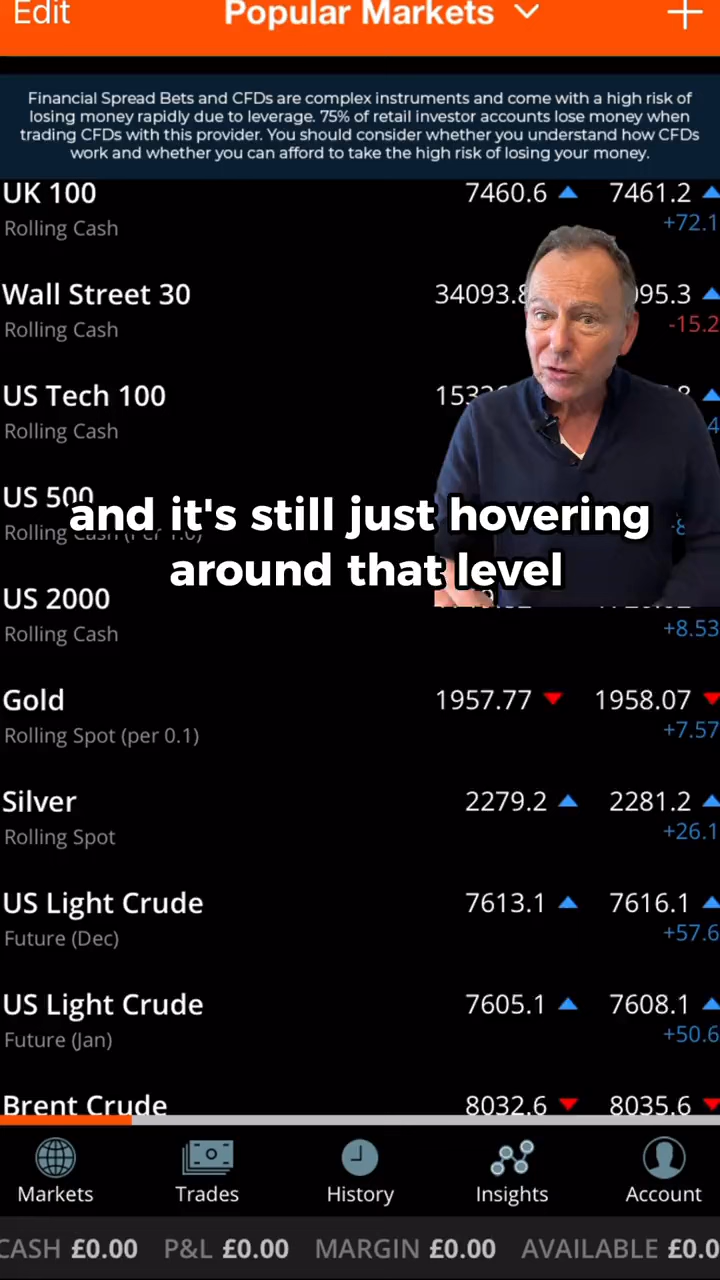 Edit Popular Markets
Financial Spread Bets and CFDs are complex instruments and come with a high risk of
losing money rapidly due to leverage. 75% of retail investor accounts lose money when
trading CFDs with this provider. You should consider whether you understand how CFDs
work and whether you can afford to take the high risk of losing your money.
UK 100 7460.6 7461.2
Rolling Cash +72.1
Wall Street 30 34093.8 095.3
Rolling Cash -15.2
US Tech 100
Rolling Cash
US 500
and it's still just hovering
Rolling
around that level
US 2000
Rolling Cash +8.53
Gold 1957.77 1958.07
Rolling Spot (per 0.1) +7.57
Silver 2279.2 2281.2
Rolling Spot +26.1
US Light Crude 7613.1 7616.1
Future (Dec) +57.6
US Light Crude 7605.1 7608.1
Future (Jan) +50.6
Brent Crude 8032.6 8035.6
Markets Trades History Insights Account
CASH £0.00 P&L £0.00 MARGIN £0.00 AVAILABLE £0.0